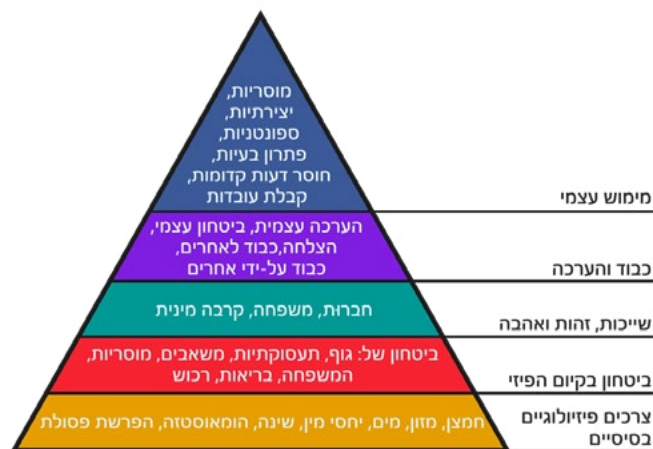 מוסריות,
יצירתיות,
ספונטניות,
פתרון בעיות,
חוסר דעות קדומות,
קבלת עובדות
מימוש עצמי
הערכה עצמית, ביטחון עצמי,
הצלחה,כבוד לאחרים,
כבוד על-ידי אחרים
כבוד והערכה
חברוּת, משפחה, קרבה מינית
שייכות, זהות ואהבה
ביטחון של: גוף, תעסוקתיות, משאבים, מוסריות,
המשפחה, בריאות, רכוש
ביטחון בקיום הפיזי
חמצן, מזון, מים, יחסי מין, שינה, הומאוסטזה, הפרשת פסולת
צרכים פיזיולוגיים
בסיסיים